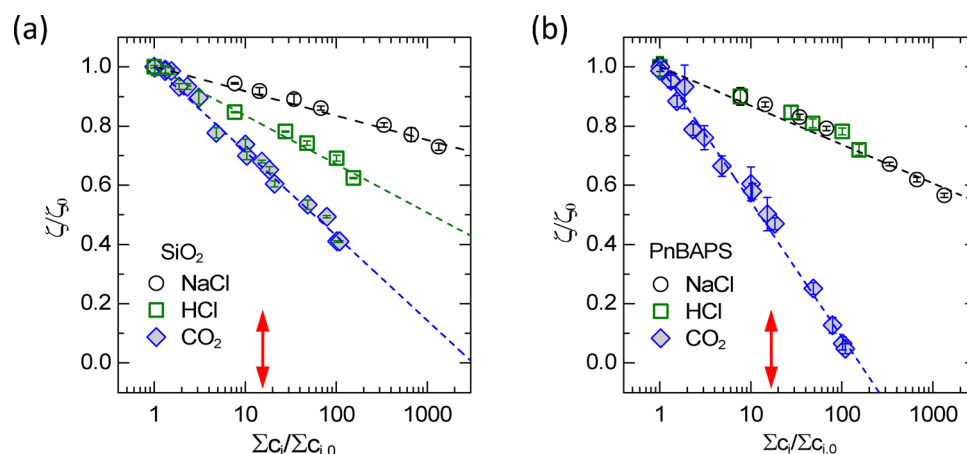 (a)
1.0
0.8
0.6
0.4
0.2
0.0
ζ/ζ₀
SiO₂
NaCl
HCl
CO₂
1 10 100 1000
Σcᵢ/Σcᵢ,₀
(b)
1.0
0.8
0.6
0.4
0.2
0.0
ζ/ζ₀
PnBAPS
NaCl
HCl
CO₂
1 10 100 1000
Σcᵢ/Σcᵢ,₀